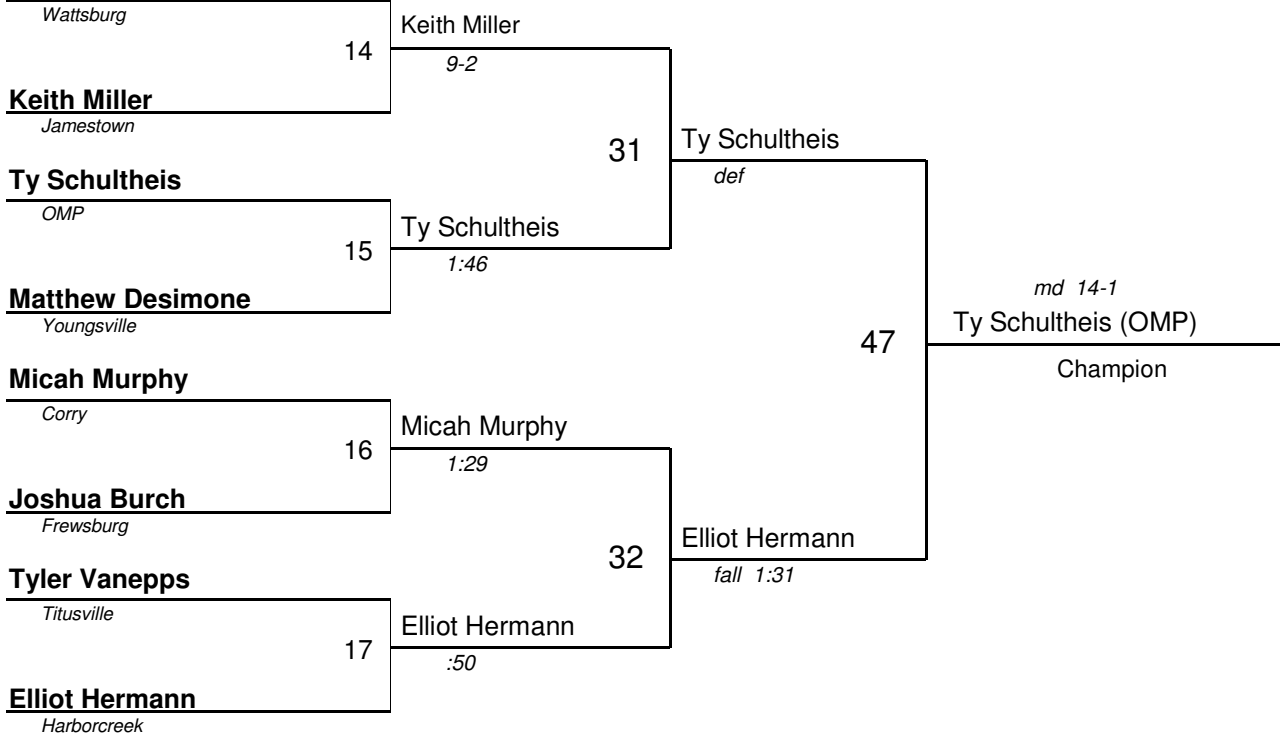 Wattsburg
14
Keith Miller
9-2
Keith Miller
Jamestown
31
Ty Schultheis
def
Ty Schultheis
OMP
15
Ty Schultheis
1:46
Matthew Desimone
Youngsville
md 14-1
Ty Schultheis (OMP)
47
Champion
Micah Murphy
Corry
16
Micah Murphy
1:29
Joshua Burch
Frewsburg
32
Elliot Hermann
fall 1:31
Tyler Vanepps
Titusville
17
Elliot Hermann
:50
Elliot Hermann
Harborcreek